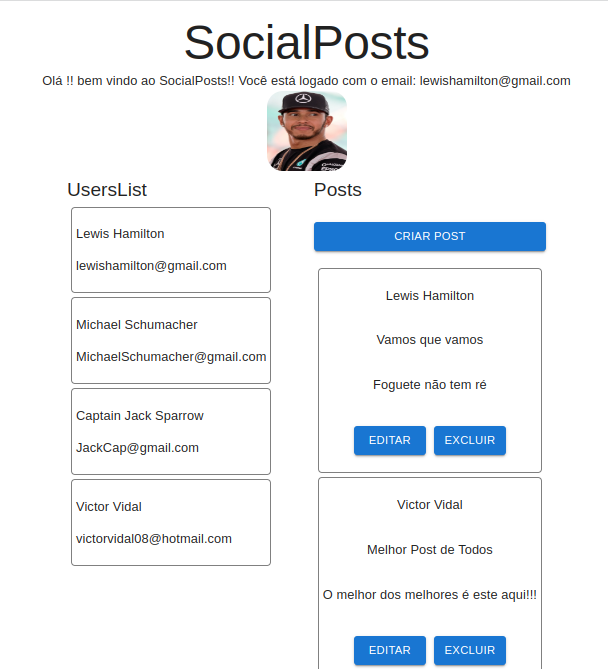 SocialPosts
Olá !! bem vindo ao SocialPosts!! Você está logado com o email: lewishamilton@gmail.com
UsersList
Lewis Hamilton
lewishamilton@gmail.com
Michael Schumacher
MichaelSchumacher@gmail.com
Captain Jack Sparrow
JackCap@gmail.com
Victor Vidal
victorvidal08@hotmail.com
Posts
CRIAR POST
Lewis Hamilton
Vamos que vamos
Foguete não tem ré
EDITAR EXCLUIR
Victor Vidal
Melhor Post de Todos
O melhor dos melhores é este aqui!!!
EDITAR EXCLUIR